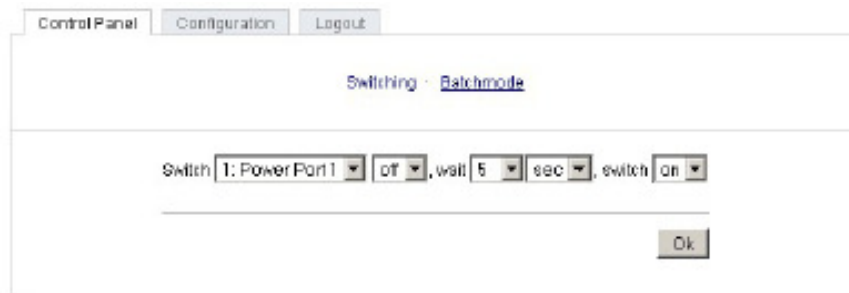 Control Panel Configuration Logout
Switching · Batchmode
Switch 1: Power Port 1 off , wait 5 sec , switch on
Ok